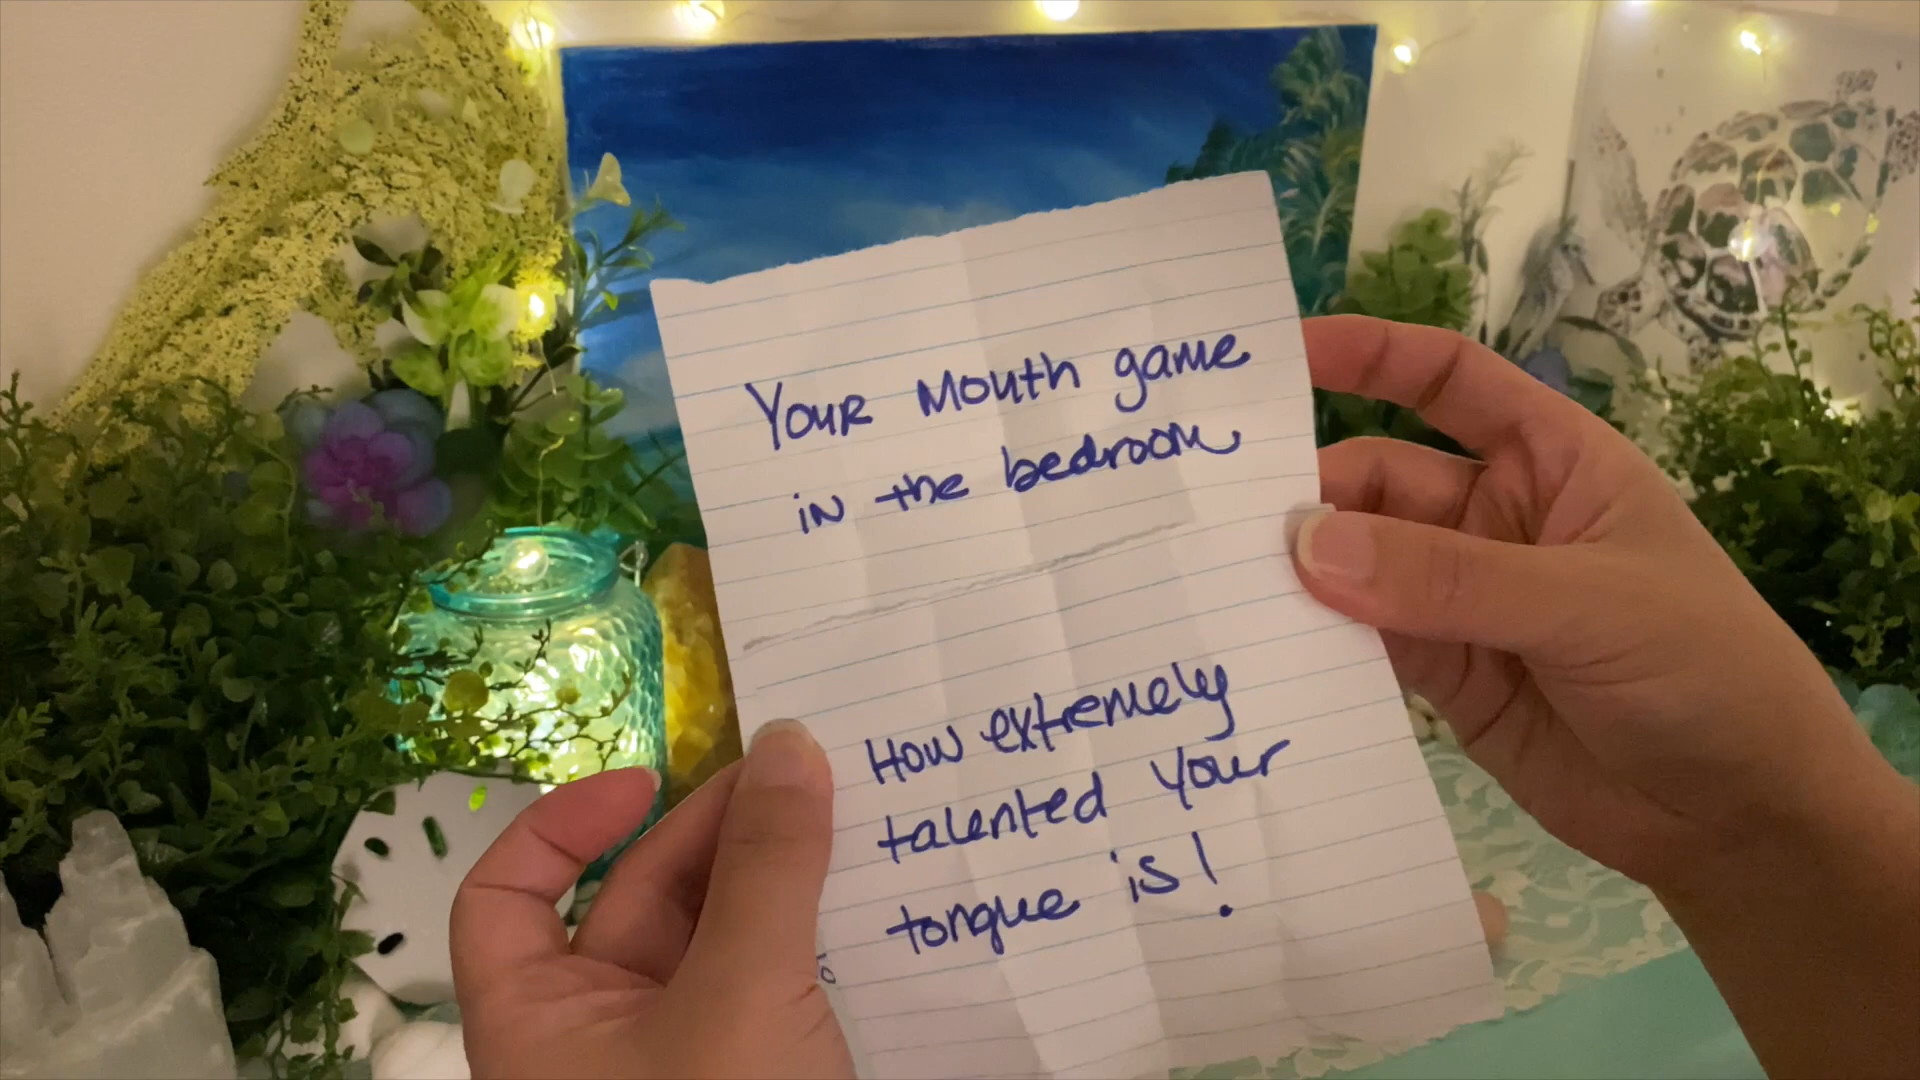 Your Mouth game
in the bedroom
How extremely
talented your
tongue is!